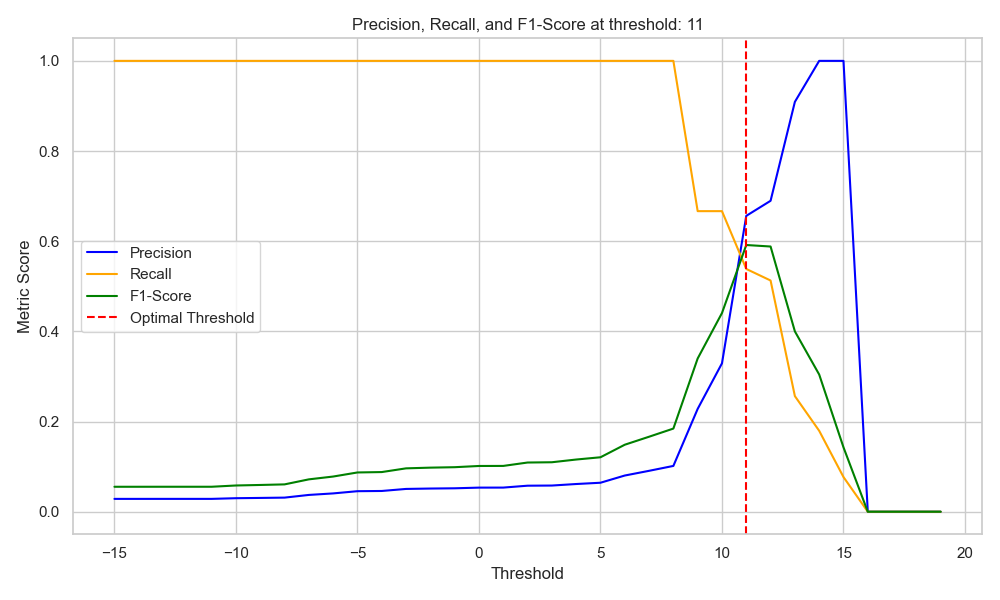 Precision, Recall, and F1-Score at threshold: 11
Metric Score
1.0
0.8
0.6
0.4
0.2
0.0
Precision
Recall
F1-Score
Optimal Threshold
−15
−10
−5
0
5
10
15
20
Threshold